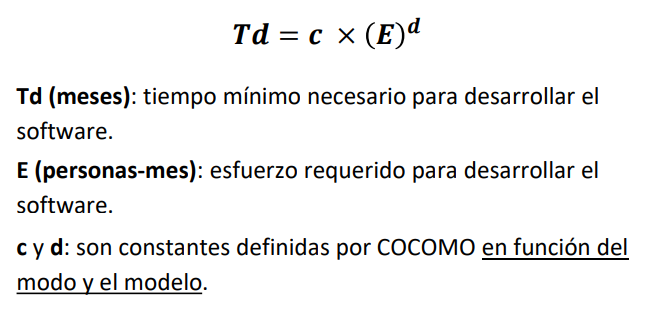 Td = c × (E)^d
Td (meses): tiempo mínimo necesario para desarrollar el
software.
E (personas-mes): esfuerzo requerido para desarrollar el
software.
c y d: son constantes definidas por COCOMO en función del
modo y el modelo.